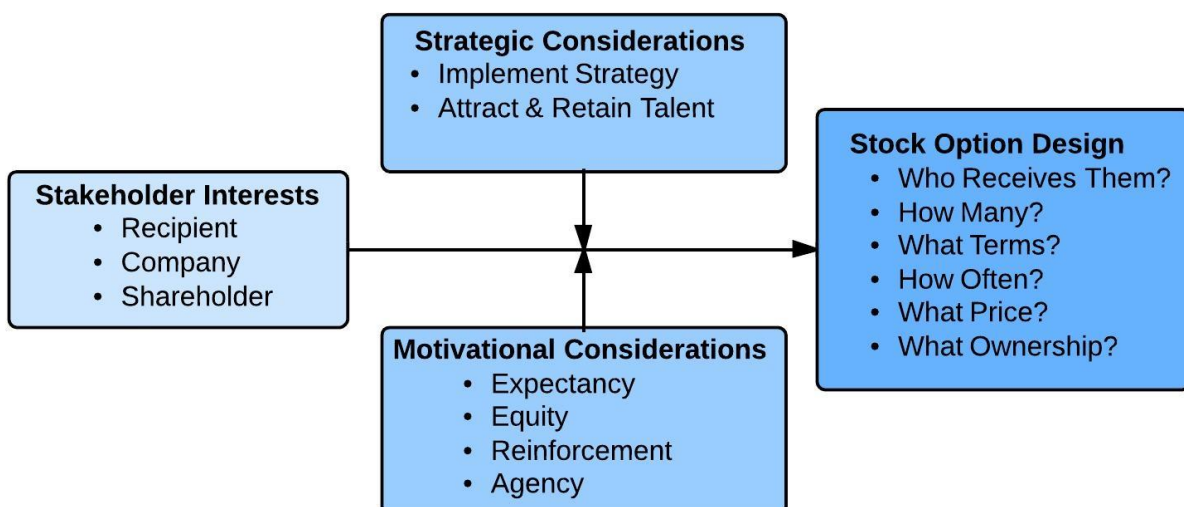 Strategic Considerations
• Implement Strategy
• Attract & Retain Talent
Stakeholder Interests
• Recipient
• Company
• Shareholder
Motivational Considerations
• Expectancy
• Equity
• Reinforcement
• Agency
Stock Option Design
• Who Receives Them?
• How Many?
• What Terms?
• How Often?
• What Price?
• What Ownership?